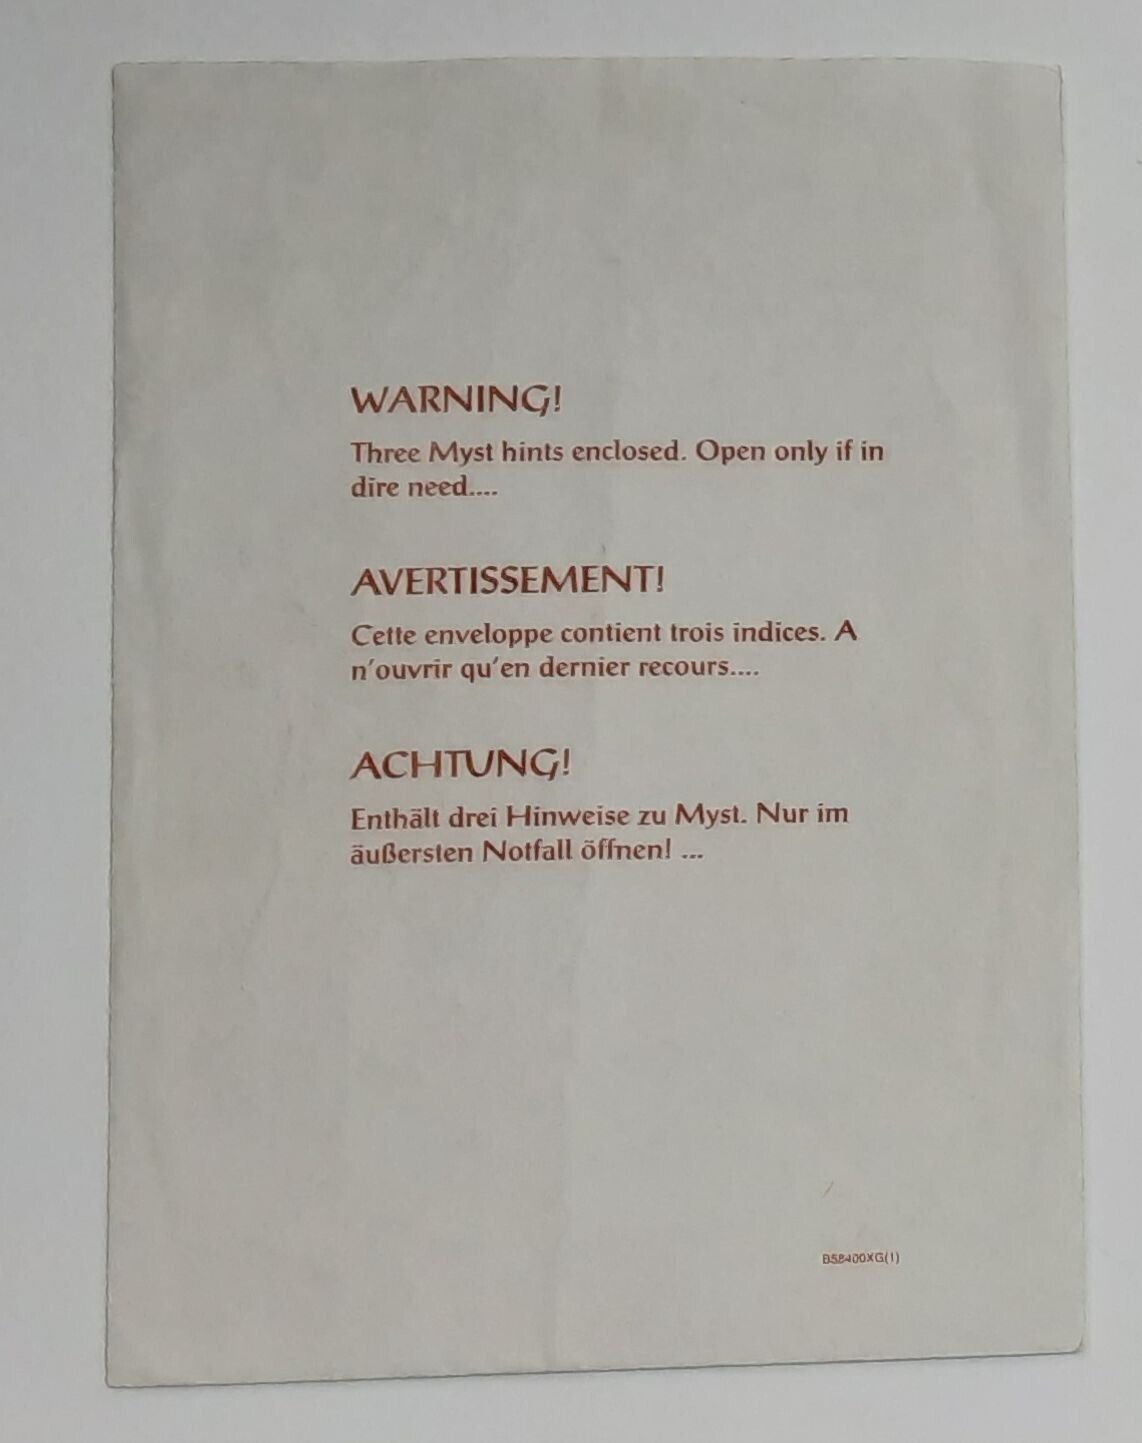 WARNING!
Three Myst hints enclosed. Open only if in
dire need....
AVERTISSEMENT!
Cette enveloppe contient trois indices. A
n'ouvrir qu'en dernier recours....
ACHTUNG!
Enthält drei Hinweise zu Myst. Nur im
äußersten Notfall öffnen! ...
B58400XG(1)